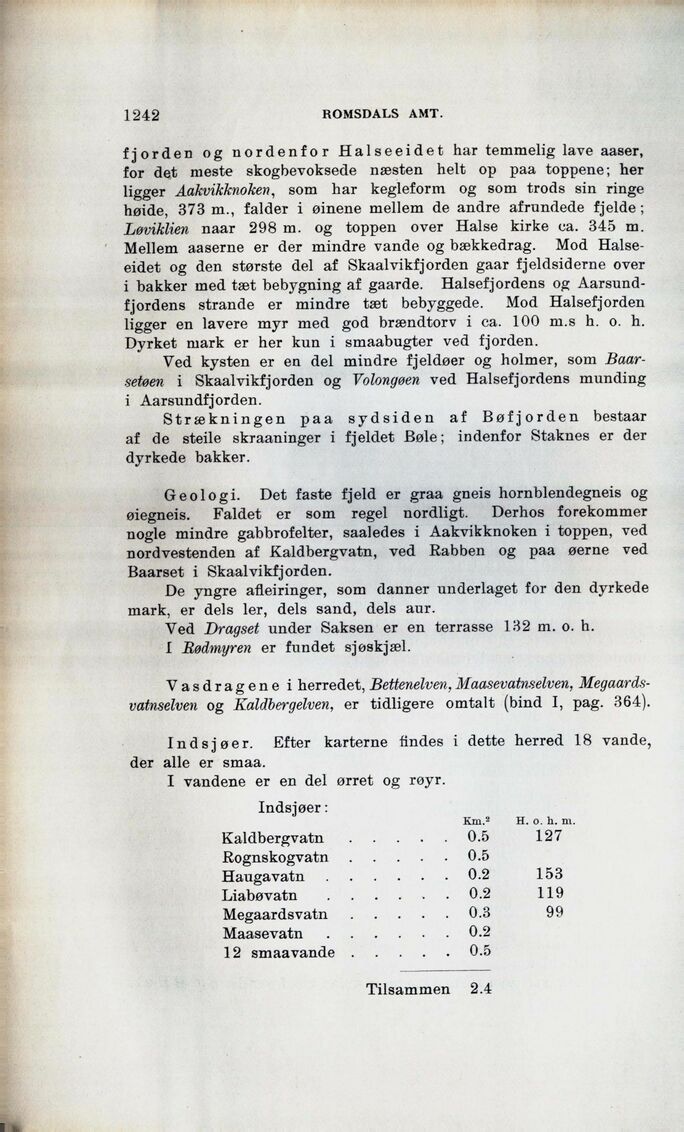 1242 ROMSDALS AMT.
fjorden og nordenfor Halseeidet har temmelig lave aaser,
for det meste skogbevoksede næsten helt op paa toppene; her
ligger Aakvikknoken, som har kegleform og som trods sin ringe
høide, 373 m., falder i øinene mellem de andre afrundede fjelde;
Løviklien naar 298 m. og toppen over Halse kirke ca. 345 m.
Mellem aaserne er der mindre vande og bækkedrag. Mod Halse-
eidet og den største del af Skaalvikfjorden gaar fjeldsiderne over
i bakker med tæt bebygning af gaarde. Halsefjordens og Aarsund-
fjordens strande er mindre tæt bebyggede. Mod Halsefjorden
ligger en lavere myr med god brændtorv i ca. 100 m.s h. o. h.
Dyrket mark er her kun i smaabugter ved fjorden.
Ved kysten er en del mindre fjeldøer og holmer, som Baar-
setøen i Skaalvikfjorden og Volongøen ved Halsefjordens munding
i Aarsundfjorden.
Strækningen paa sydsiden af Bøfjorden bestaar
af de steile skraaninger i fjeldet Bøle; indenfor Staknes er der
dyrkede bakker.
Geologi. Det faste fjeld er graa gneis hornblendegneis og
øiegneis. Faldet er som regel nordligt. Derhos forekommer
nogle mindre gabbrofelter, saaledes i Aakvikknoken i toppen, ved
nordvestenden af Kaldbergvatn, ved Rabben og paa øerne ved
Baarset i Skaalvikfjorden.
De yngre afleiringer, som danner underlaget for den dyrkede
mark, er dels ler, dels sand, dels aur.
Ved Dragset under Saksen er en terrasse 132 m. o. h.
I Rødmyren er fundet sjøskjæl.
Vasdragene i herredet, Bettenelven, Maasevatnselven, Megaards-
vatnselven og Kaldbergelven, er tidligere omtalt (bind I, pag. 364).
Indsjøer. Efter karterne findes i dette herred 18 vande,
der alle er smaa.
I vandene er en del ørret og røyr.
Indsjøer:
Km.² H. o. h. m.
Kaldbergvatn . . . . . 0.5 127
Rognskogvatn . . . . . 0.5
Haugavatn . . . . . . 0.2 153
Liabøvatn . . . . . . 0.2 119
Megaardsvatn . . . . . 0.3 99
Maasevatn . . . . . . 0.2
12 smaavande . . . . . 0.5
Tilsammen 2.4